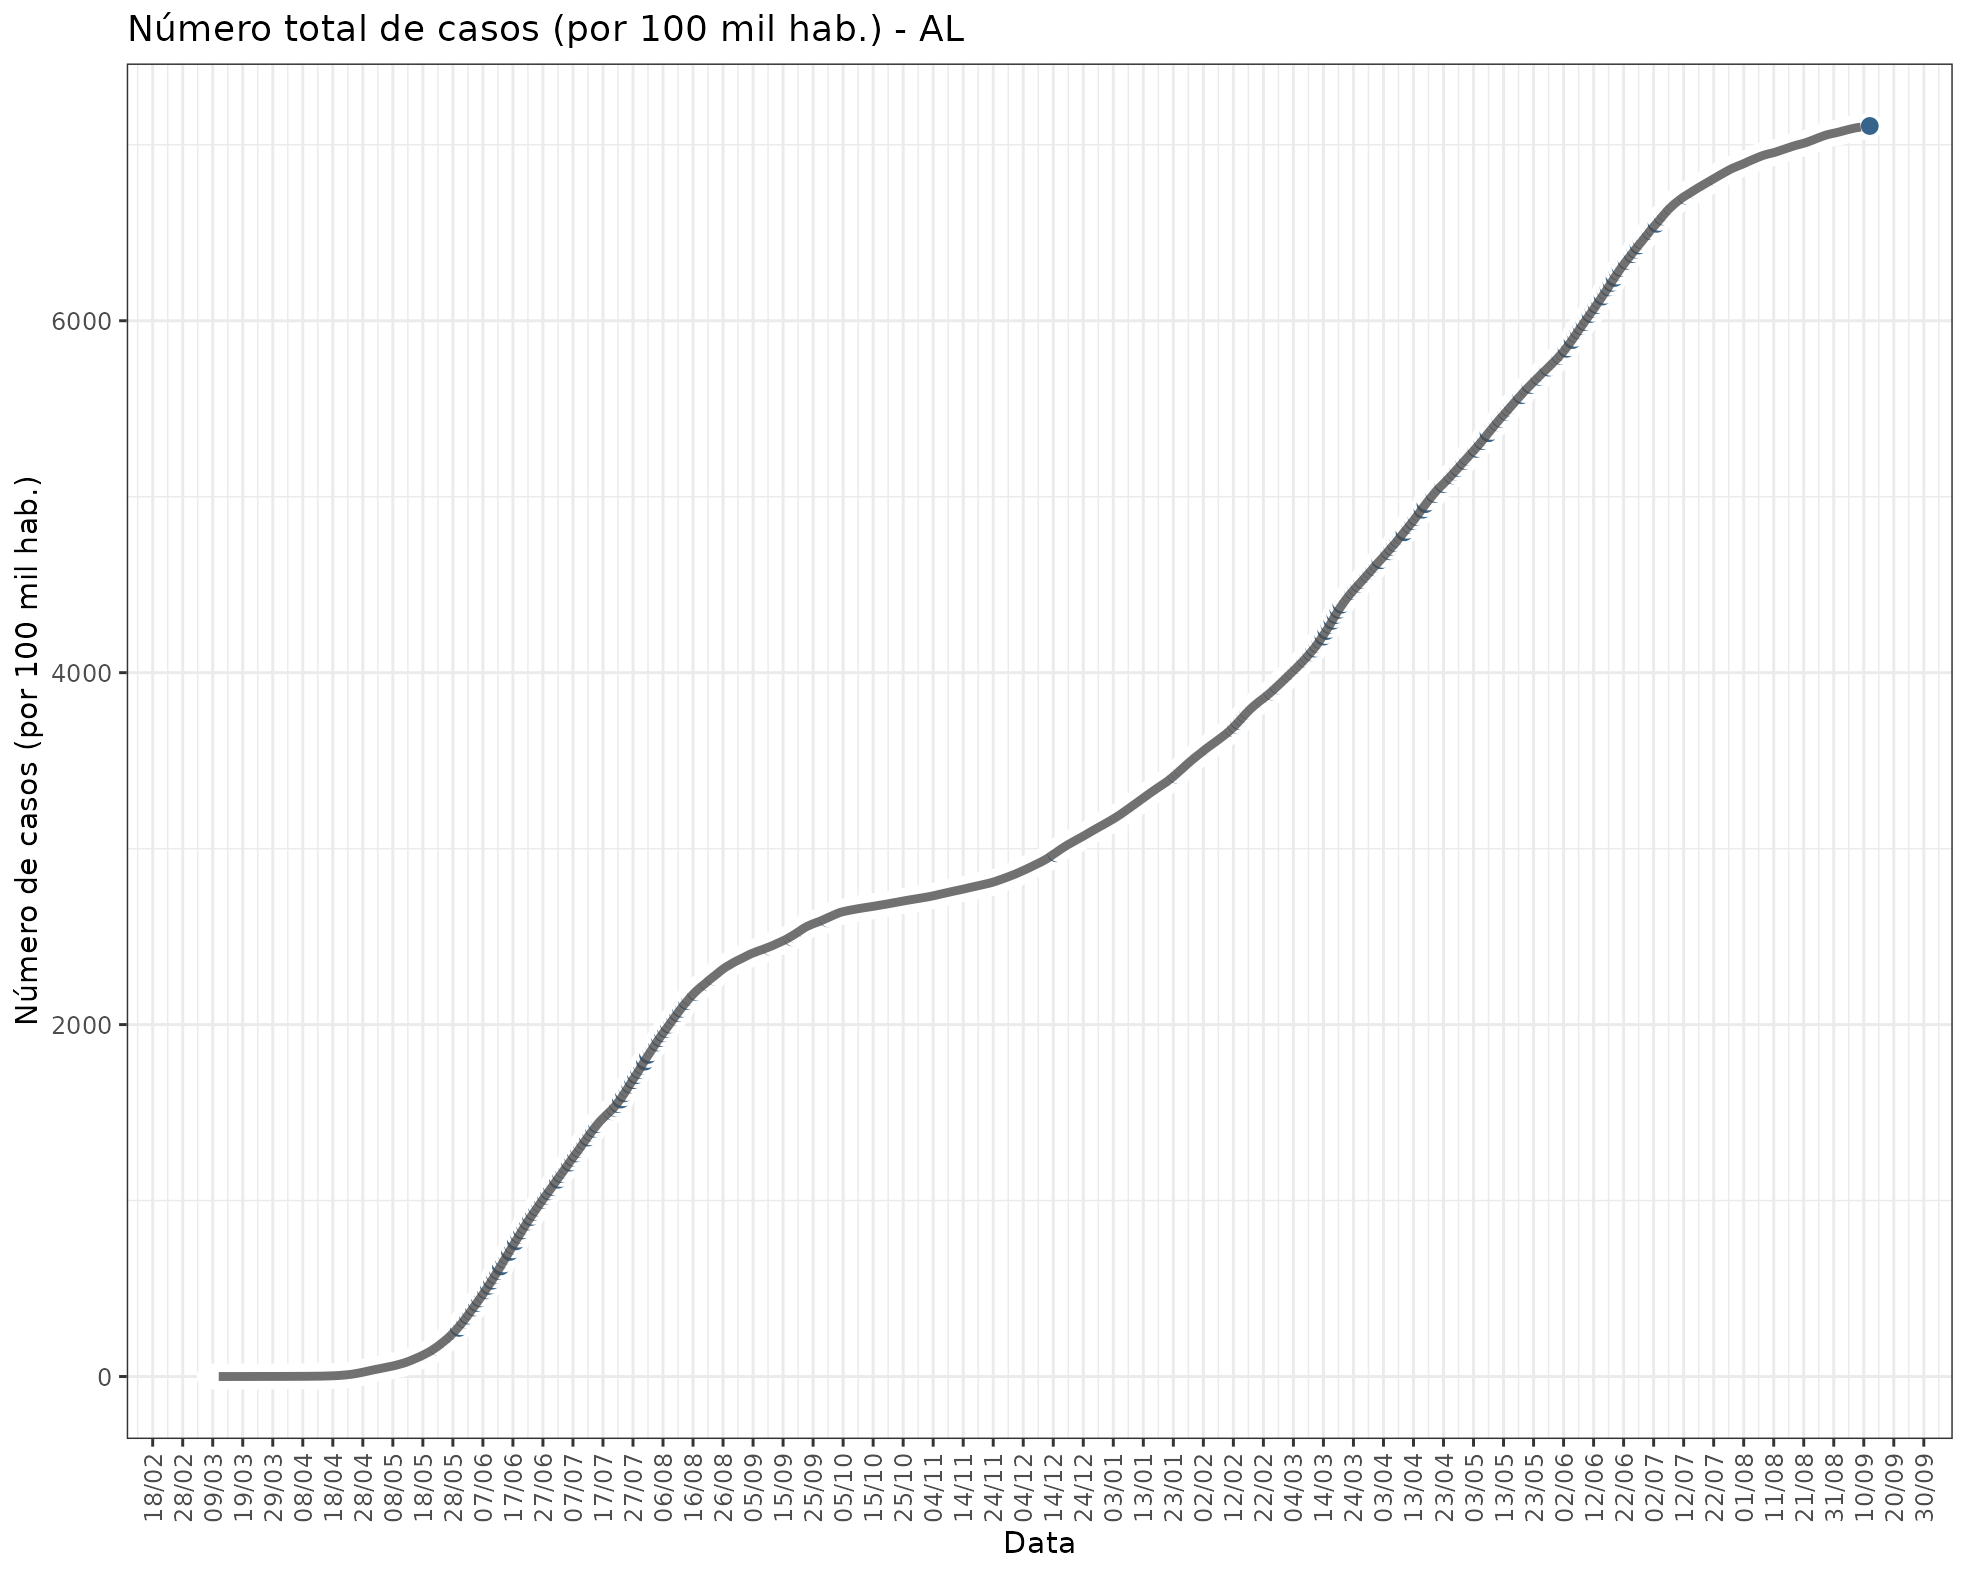 Número total de casos (por 100 mil hab.) - AL
Número de casos (por 100 mil hab.)
6000
4000
2000
0
18/02 28/02 09/03 19/03 29/03 08/04 18/04 28/04 08/05 18/05 28/05 07/06 17/06 27/06 07/07 17/07 27/07 06/08 16/08 26/08 05/09 15/09 25/09 05/10 15/10 25/10 04/11 14/11 24/11 04/12 14/12 24/12 03/01 13/01 23/01 02/02 12/02 22/02 04/03 14/03 24/03 03/04 13/04 23/04 03/05 13/05 23/05 02/06 12/06 22/06 02/07 12/07 22/07 01/08 11/08 21/08 31/08 10/09 20/09 30/09
Data